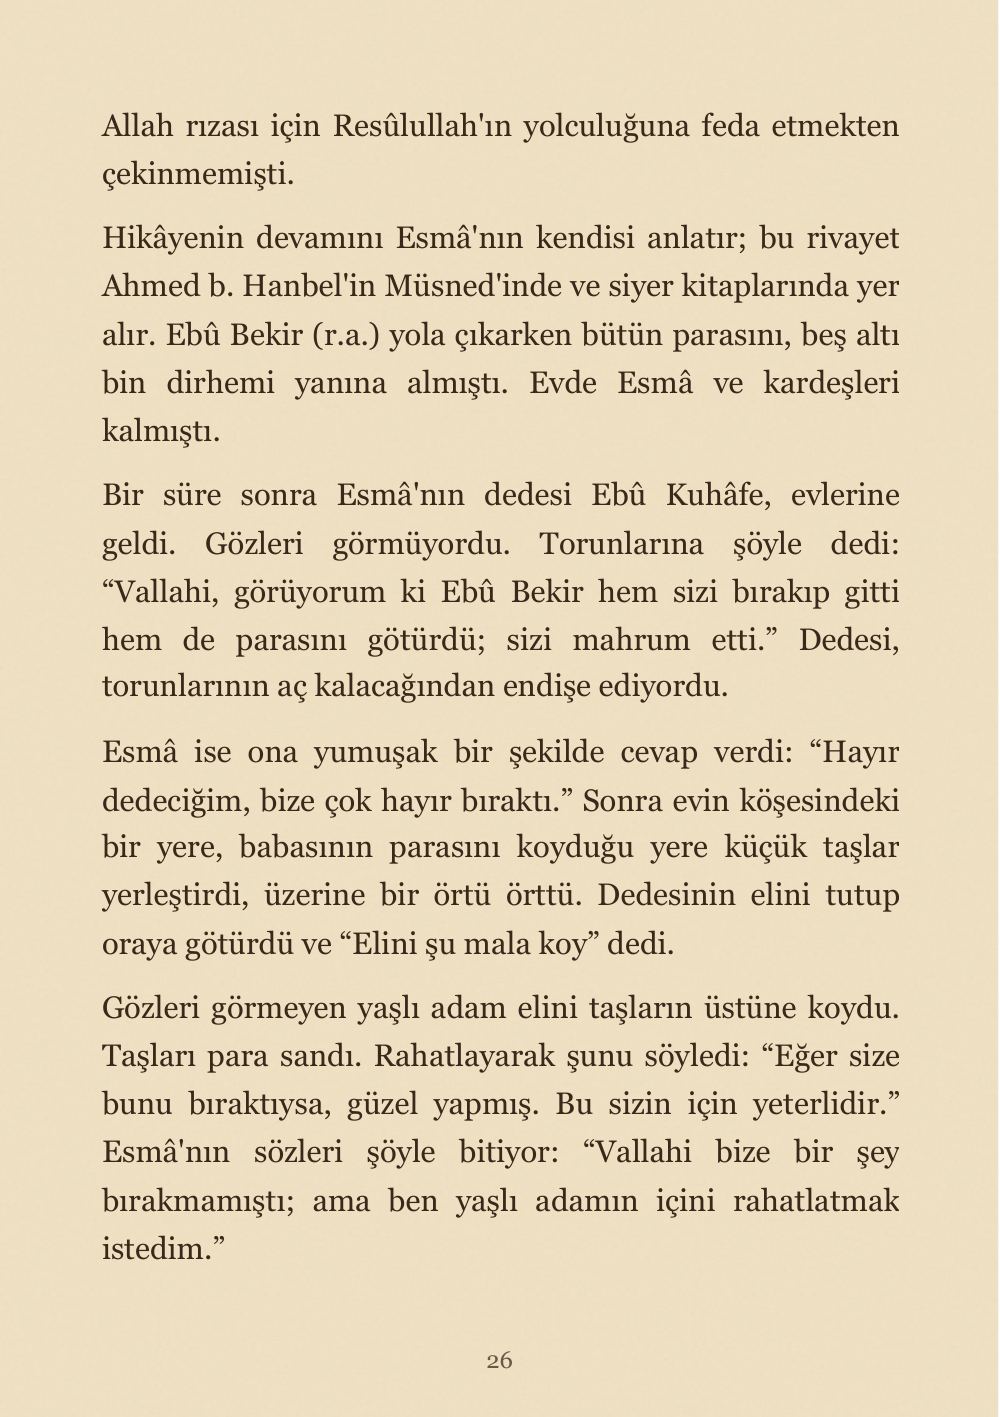 Allah rızası için Resûlullah'ın yolculuğuna feda etmekten
çekinmemişti.
Hikâyenin devamını Esmâ'nın kendisi anlatır; bu rivayet
Ahmed b. Hanbel'in Müsned'inde ve siyer kitaplarında yer
alır. Ebû Bekir (r.a.) yola çıkarken bütün parasını, beş altı
bin dirhemi yanına almıştı. Evde Esmâ ve kardeşleri
kalmıştı.
Bir süre sonra Esmâ'nın dedesi Ebû Kuhâfe, evlerine
geldi. Gözleri görmüyordu. Torunlarına şöyle dedi:
“Vallahi, görüyorum ki Ebû Bekir hem sizi bırakıp gitti
hem de parasını götürdü; sizi mahrum etti.” Dedesi,
torunlarının aç kalacağından endişe ediyordu.
Esmâ ise ona yumuşak bir şekilde cevap verdi: “Hayır
dedeciğim, bize çok hayır bıraktı.” Sonra evin köşesindeki
bir yere, babasının parasını koyduğu yere küçük taşlar
yerleştirdi, üzerine bir örtü örttü. Dedesinin elini tutup
oraya götürdü ve “Elini şu mala koy” dedi.
Gözleri görmeyen yaşlı adam elini taşların üstüne koydu.
Taşları para sandı. Rahatlayarak şunu söyledi: “Eğer size
bunu bıraktıysa, güzel yapmış. Bu sizin için yeterlidir.”
Esmâ'nın sözleri şöyle bitiyor: “Vallahi bize bir şey
bırakmamıştı; ama ben yaşlı adamın içini rahatlatmak
istedim.”
26